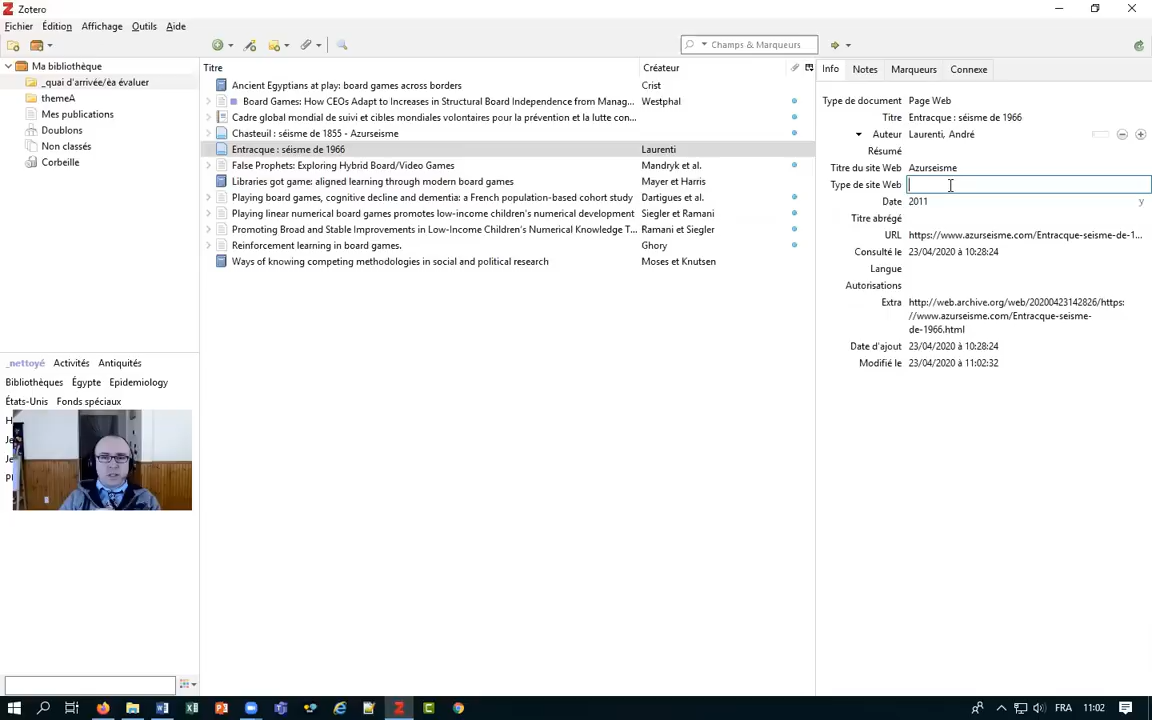 Zotero
Fichier Édition Affichage Outils Aide
Champs & Marqueurs
Ma bibliothèque
_quai d'arrivée/éa évaluer
themeA
Mes publications
Doublons
Non classés
Corbeille
_nettoyé Activités Antiquités
Bibliothèques Égypte Epidemiology
États-Unis Fonds spéciaux
Titre Créateur
Ancient Egyptians at play: board games across borders Crist
Board Games: How CEOs Adapt to Increases in Structural Board Independence from Manag... Westphal
Cadre global mondial de suivi et cibles mondiales volontaires pour la prévention et la lutte con...
Chasteuil : séisme de 1855 - Azurseisme
Entracque : séisme de 1966 Laurenti
False Prophets: Exploring Hybrid Board/Video Games Mandryk et al.
Libraries got game: aligned learning through modern board games Mayer et Harris
Playing board games, cognitive decline and dementia: a French population-based cohort study Dartigues et al.
Playing linear numerical board games promotes low-income children's numerical development Siegler et Ramani
Promoting Broad and Stable Improvements in Low-Income Children's Numerical Knowledge T... Ramani et Siegler
Reinforcement learning in board games. Ghory
Ways of knowing competing methodologies in social and political research Moses et Knutsen
Info Notes Marqueurs Connexe
Type de document Page Web
Titre Entracque : séisme de 1966
Auteur Laurenti, André
Résumé
Titre du site Web Azurseisme
Type de site Web
Date 2011 y
Titre abrégé
URL https://www.azurseisme.com/Entracque-seisme-de-1...
Consulté le 23/04/2020 à 10:28:24
Langue
Autorisations
Extra http://web.archive.org/web/20200423142826/https:
//www.azurseisme.com/Entracque-seisme-
de-1966.html
Date d'ajout 23/04/2020 à 10:28:24
Modifié le 23/04/2020 à 11:02:32
FRA 11:02